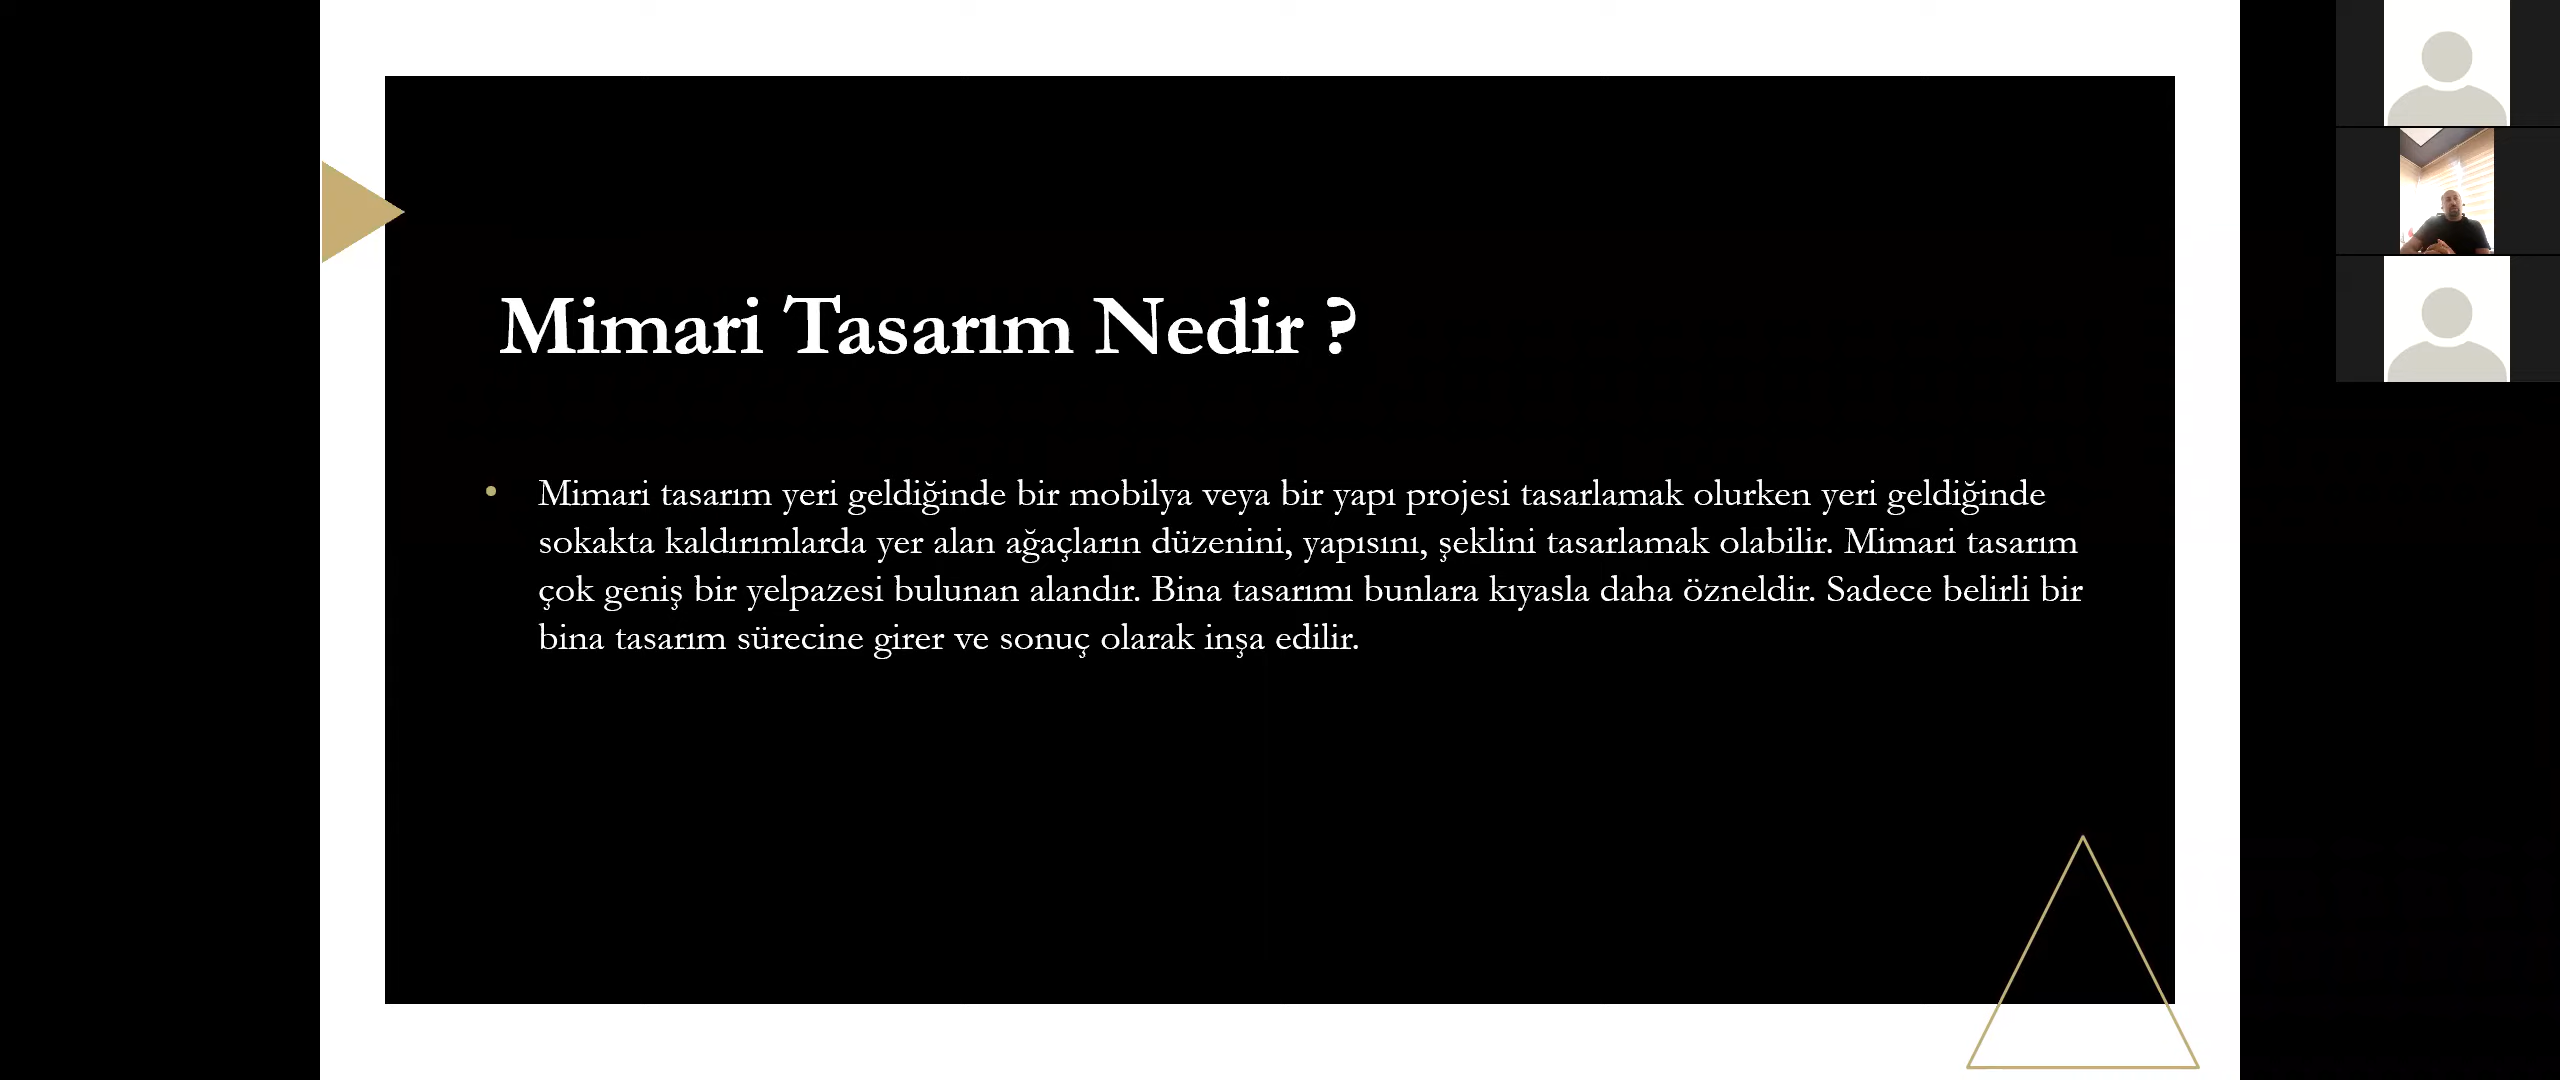 Mimari Tasarım Nedir ?
• Mimari tasarım yeri geldiğinde bir mobilya veya bir yapı projesi tasarlamak olurken yeri geldiğinde
sokakta kaldırımlarda yer alan ağaçların düzenini, yapısını, şeklini tasarlamak olabilir. Mimari tasarım
çok geniş bir yelpazesi bulunan alandır. Bina tasarımı bunlara kıyasla daha özneldir. Sadece belirli bir
bina tasarım sürecine girer ve sonuç olarak inşa edilir.